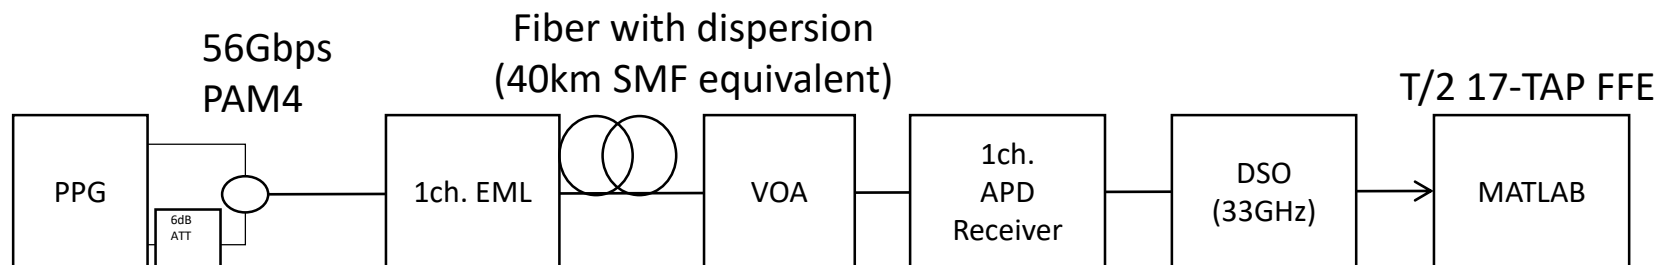 56Gbps
PAM4
Fiber with dispersion
(40km SMF equivalent)
T/2 17-TAP FFE
PPG
6dB
ATT
1ch. EML
VOA
1ch.
APD
Receiver
DSO
(33GHz)
MATLAB